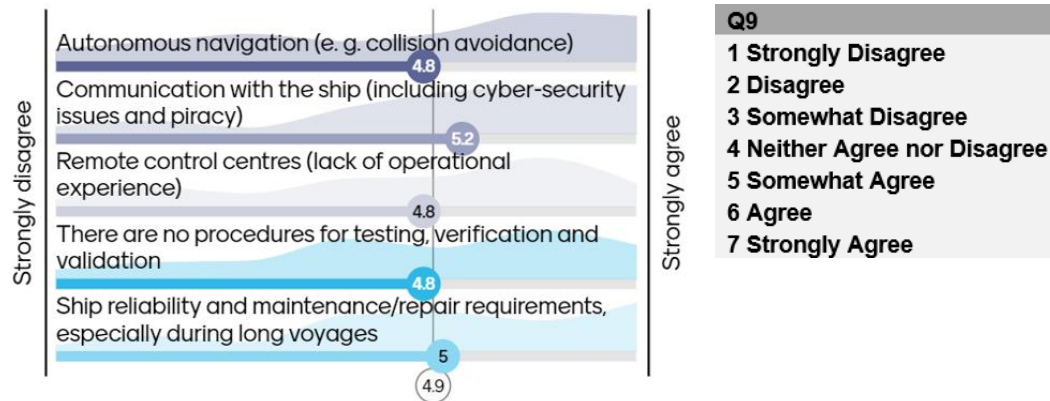 Strongly disagree
Autonomous navigation (e. g. collision avoidance)
4.8
Communication with the ship (including cyber-security
issues and piracy)
5.2
Remote control centres (lack of operational
experience)
4.8
There are no procedures for testing, verification and
validation
4.8
Ship reliability and maintenance/repair requirements,
especially during long voyages
5
4.9
Strongly agree
Q9
1 Strongly Disagree
2 Disagree
3 Somewhat Disagree
4 Neither Agree nor Disagree
5 Somewhat Agree
6 Agree
7 Strongly Agree